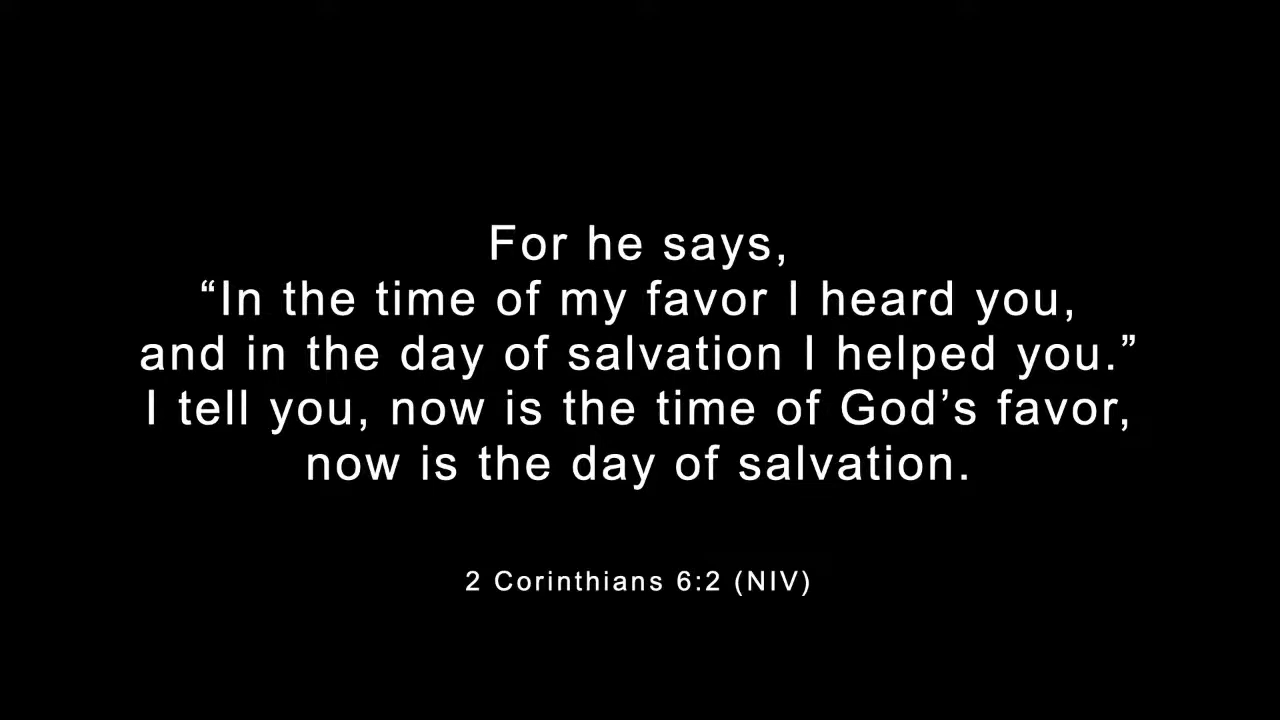 For he says,
“In the time of my favor I heard you,
and in the day of salvation I helped you.”
I tell you, now is the time of God’s favor,
now is the day of salvation.
2 Corinthians 6:2 (NIV)